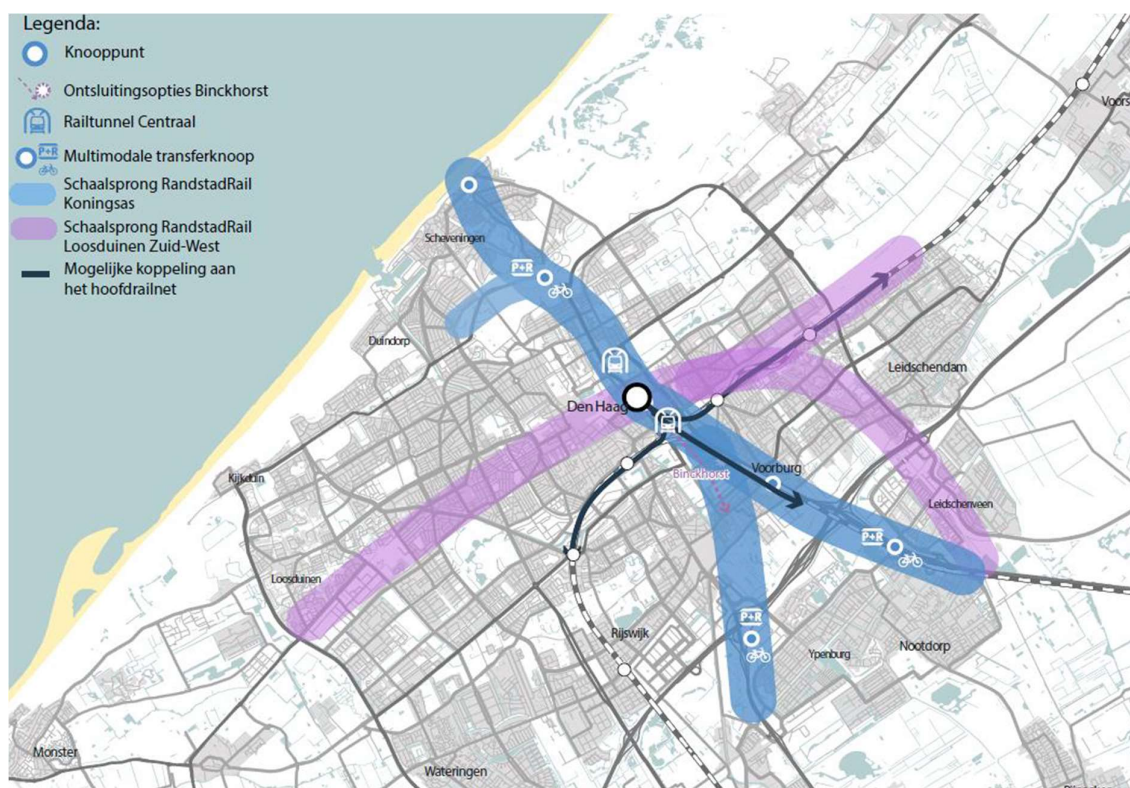 Legenda:
Knooppunt
Ontsluitingsopties Binckhorst
Railtunnel Centraal
P+R
Multimodale transferknoop
Schaalsprong RandstadRail
Koningsas
Schaalsprong RandstadRail
Loosduinen Zuid-West
Mogelijke koppeling aan
het hoofdrailnet
Voors
Scheveningen
P+R
Duindorp
Leidschendam
Den Haag
Voorburg
Binckhorst
Kijkduin
Leidschenveen
P+R
Loosduinen
P+R
Rijswijk
Ypenburg
Nootdorp
Monster
Wateringen